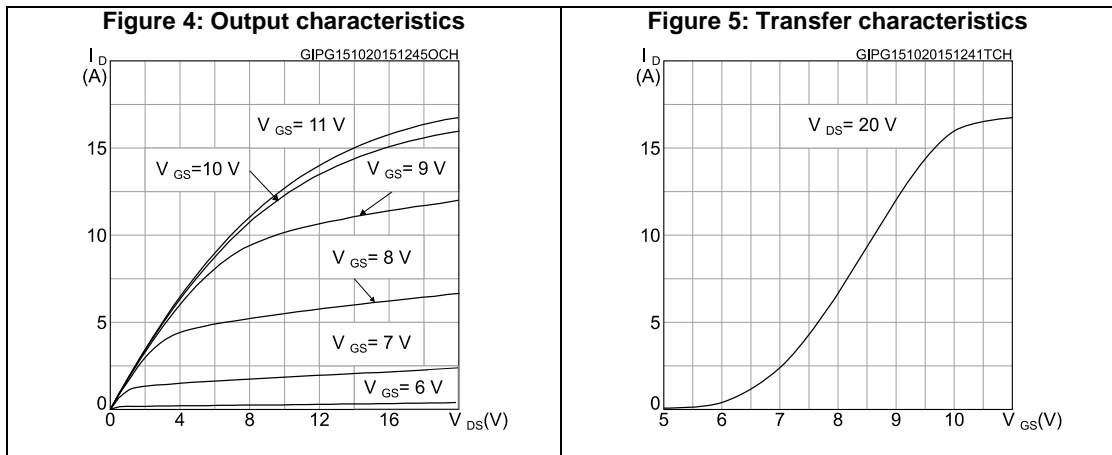 Figure 4: Output characteristics
GIPG151020151245OCH
I D
(A)
V GS= 11 V
15
V GS=10 V
V GS= 9 V
10
V GS= 8 V
5
V GS= 7 V
V GS= 6 V
0
0 4 8 12 16 V DS(V)
Figure 5: Transfer characteristics
GIPG151020151241TCH
I D
(A)
V DS= 20 V
15
10
5
0
5 6 7 8 9 10 V GS(V)